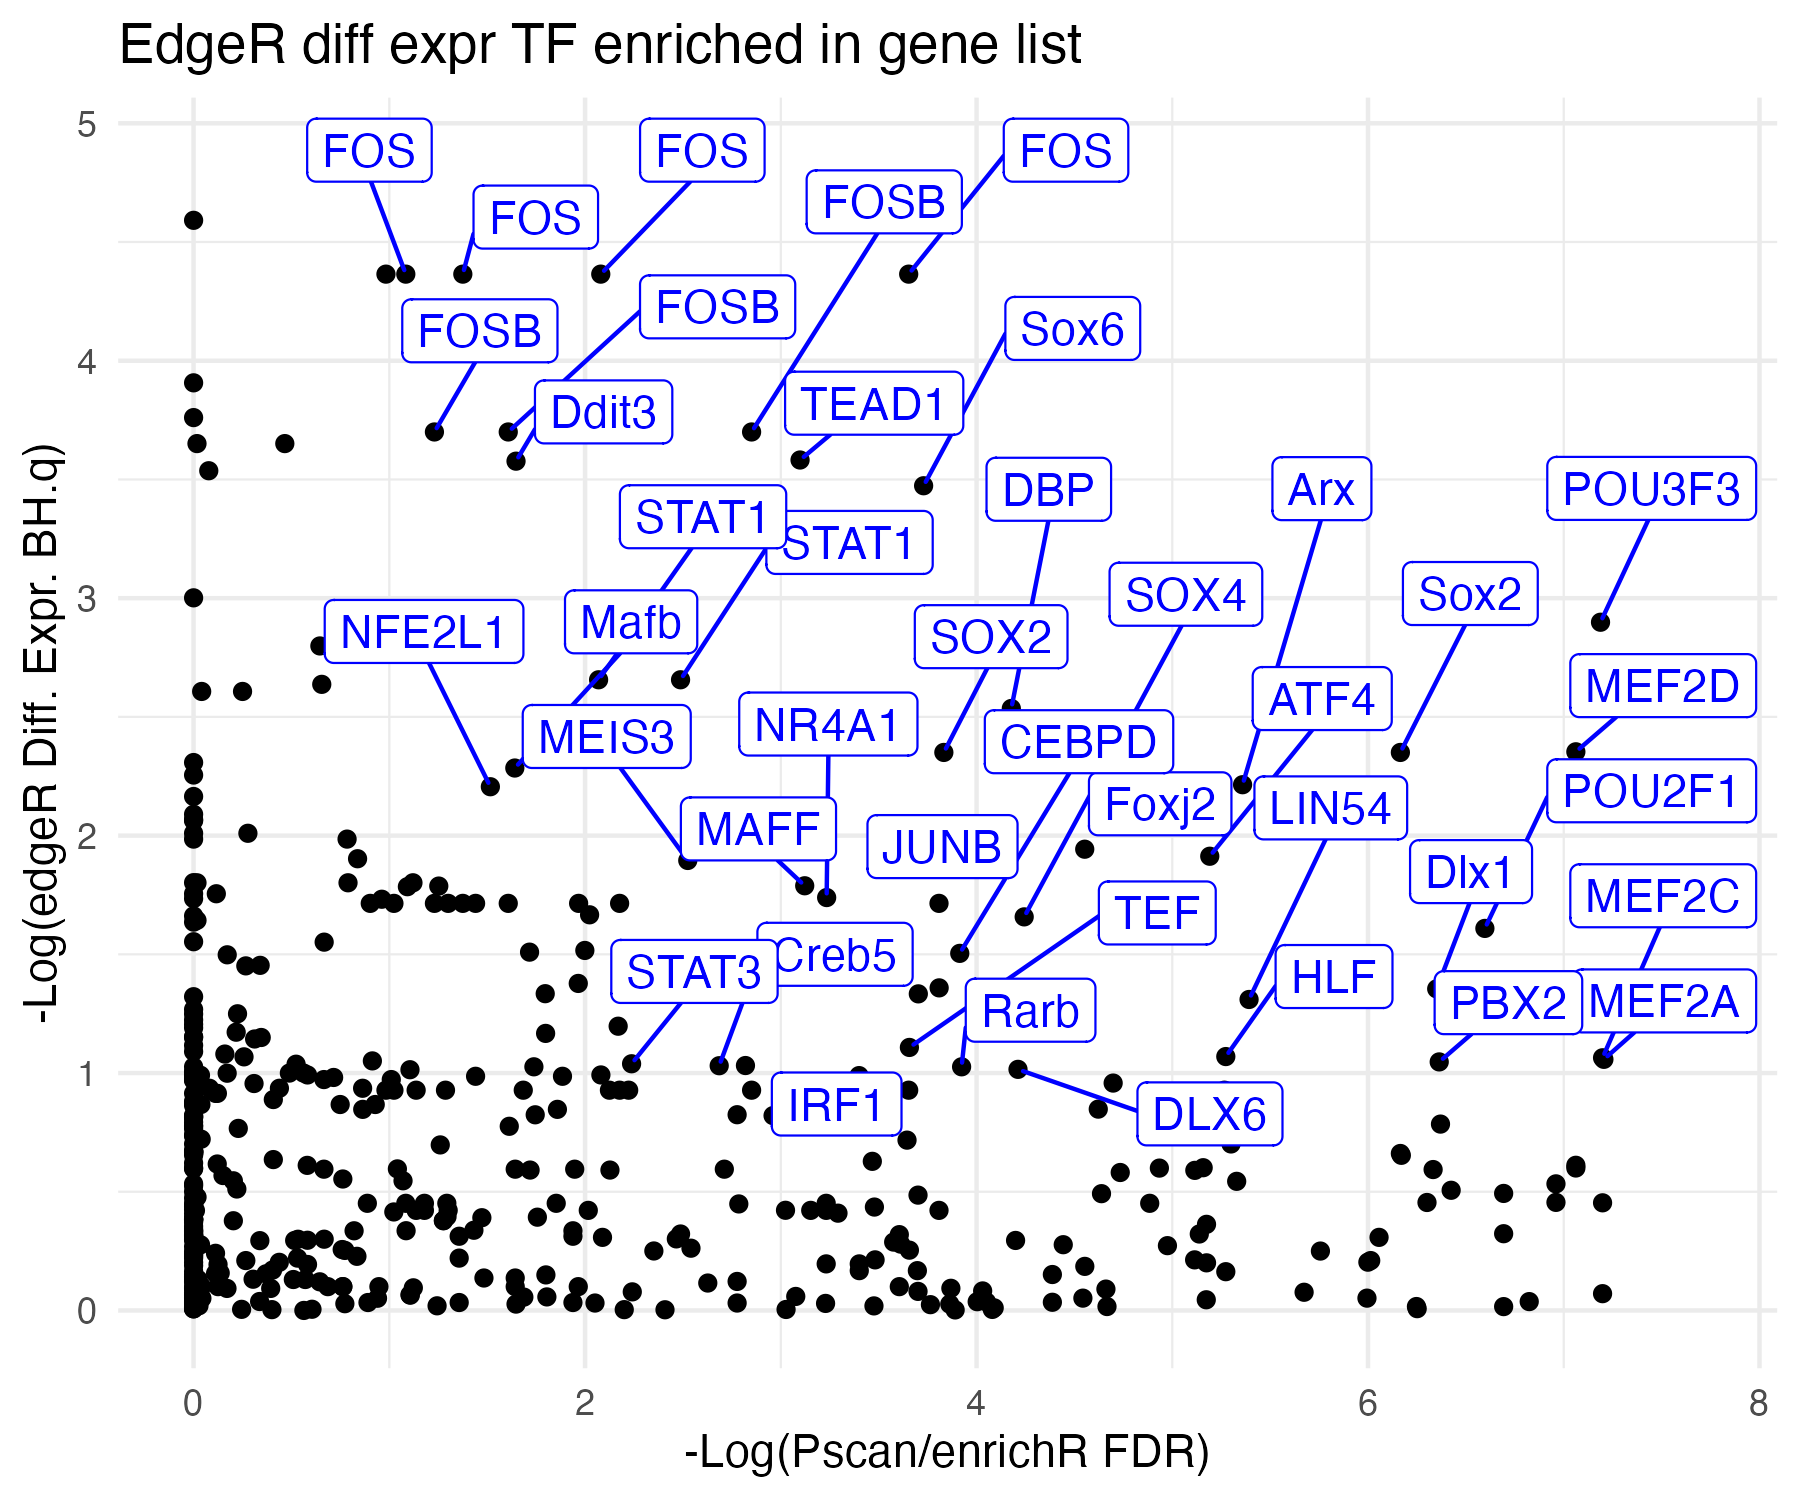 EdgeR diff expr TF enriched in gene list
-Log(edgeR Diff. Expr. BH.q)
5
4
3
2
1
0
FOS
FOS
FOS
FOSB
FOS
FOSB
FOSB
Sox6
Ddit3
TEAD1
DBP
Arx
POU3F3
STAT1
STAT1
SOX4
Sox2
NFE2L1
Mafb
SOX2
MEF2D
ATF4
MEIS3
NR4A1
CEBPD
POU2F1
Foxj2
LIN54
MAFF
JUNB
Dlx1
MEF2C
TEF
STAT3
Creb5
HLF
Rarb
PBX2
MEF2A
IRF1
DLX6
0
2
4
6
8
-Log(Pscan/enrichR FDR)